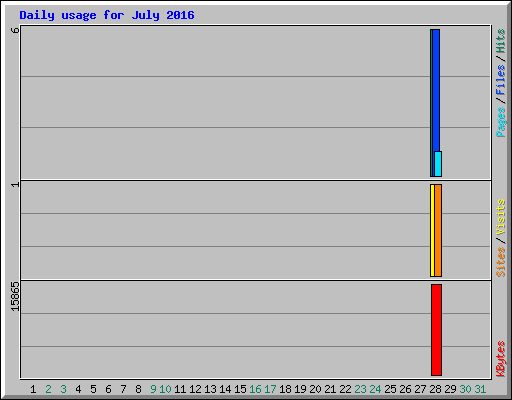 Daily usage for July 2016
6
1
15865
Pages / Files / Hits
Sites / Visits
KBytes
1 2 3 4 5 6 7 8 9 10 11 12 13 14 15 16 17 18 19 20 21 22 23 24 25 26 27 28 29 30 31